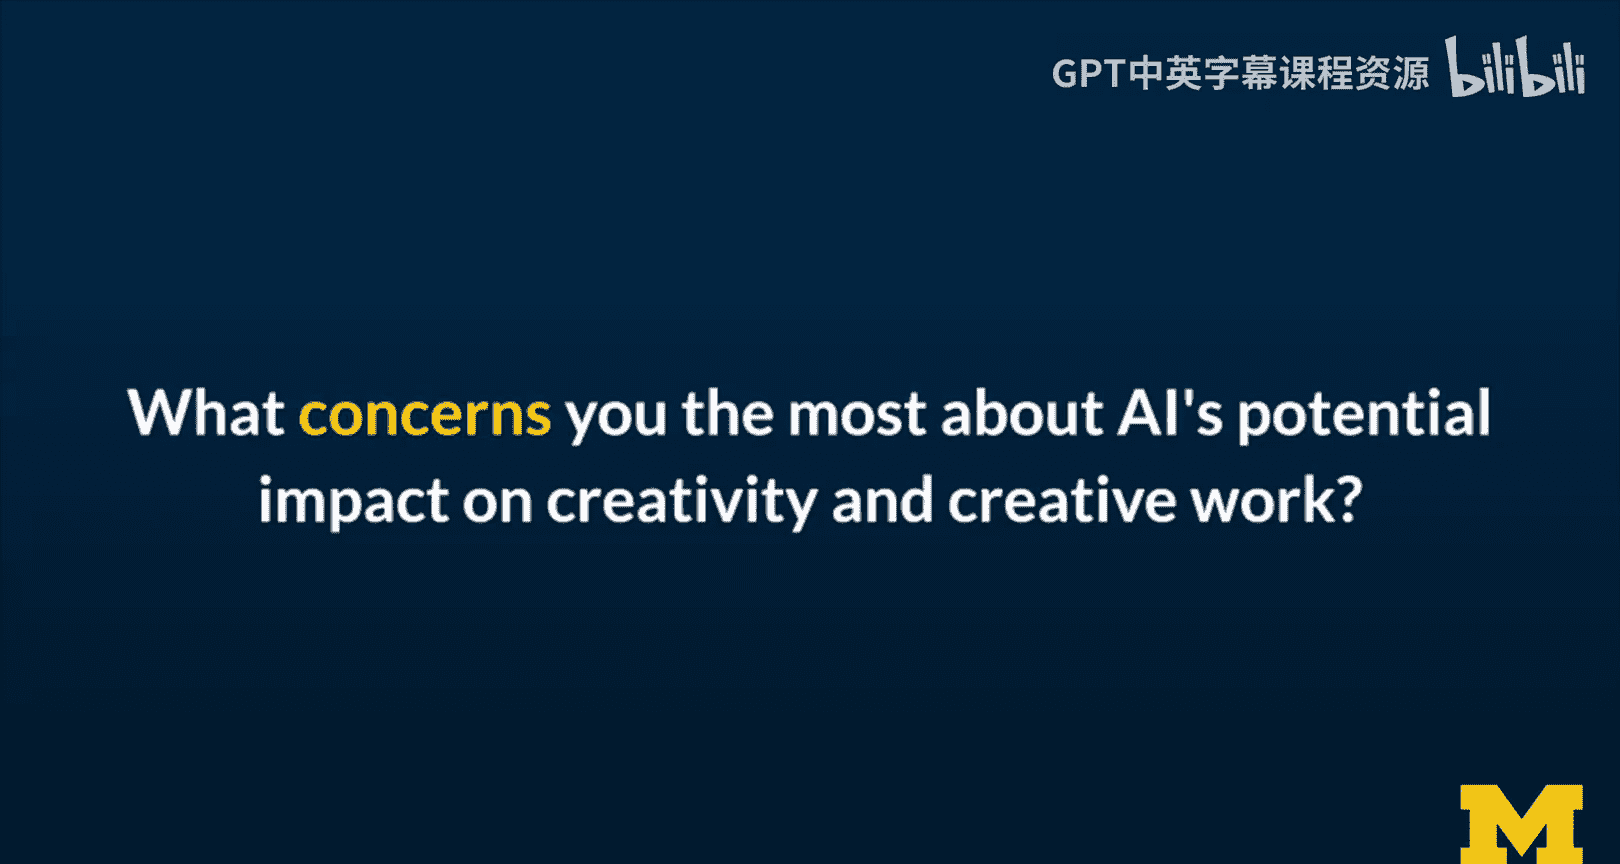 GPT中英字幕课程资源 bilibili
What concerns you the most about AI's potential
impact on creativity and creative work?
M